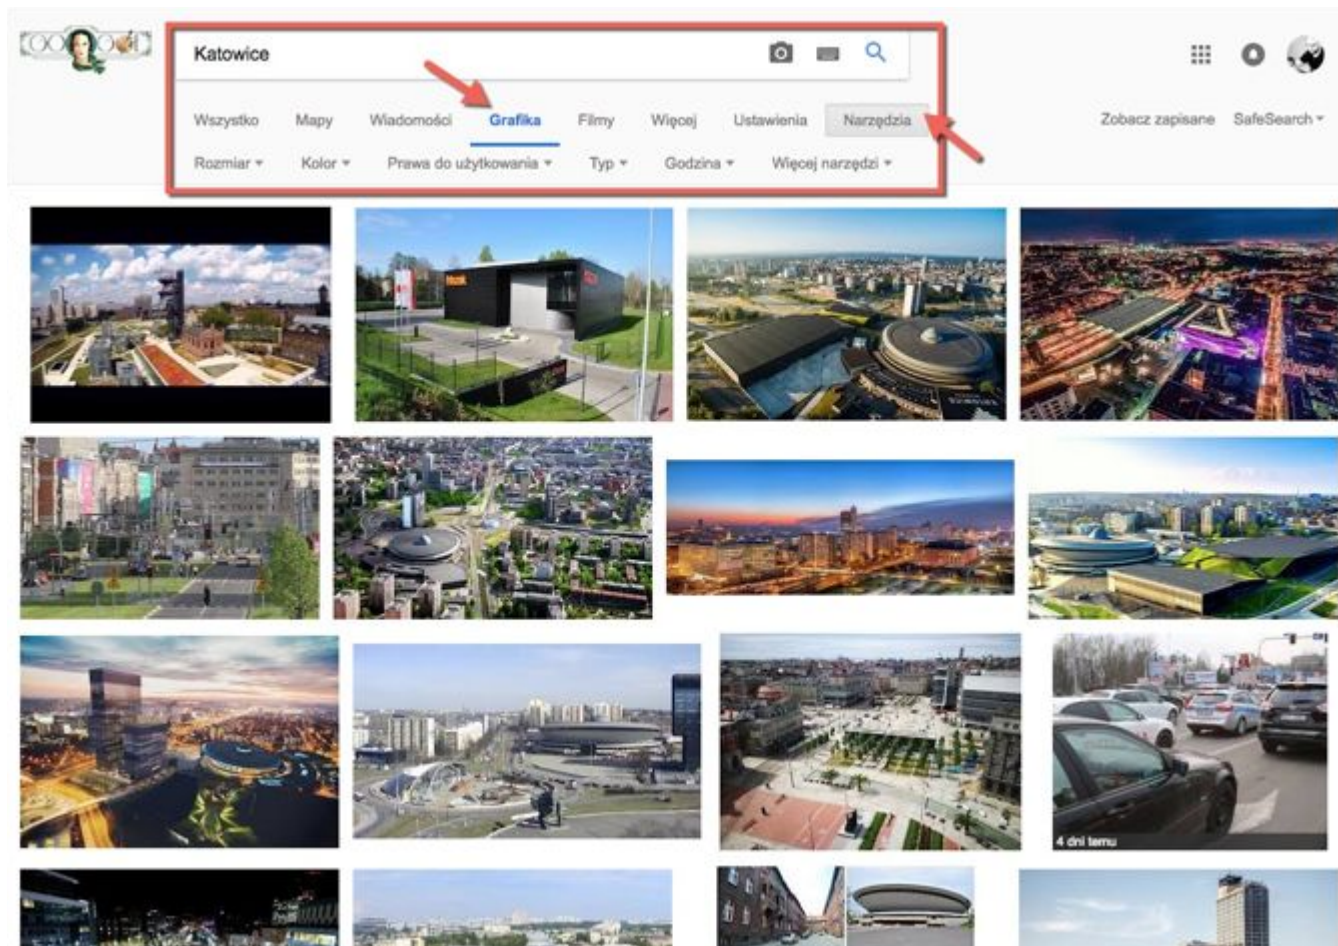 Katowice
Wszystko Mapy Wiadomości Grafika Filmy Więcej Ustawienia Narzędzia Zobacz zapisane SafeSearch
Rozmiar Kolor Prawa do użytkowania Typ Godzina Więcej narzędzi
4 dni temu